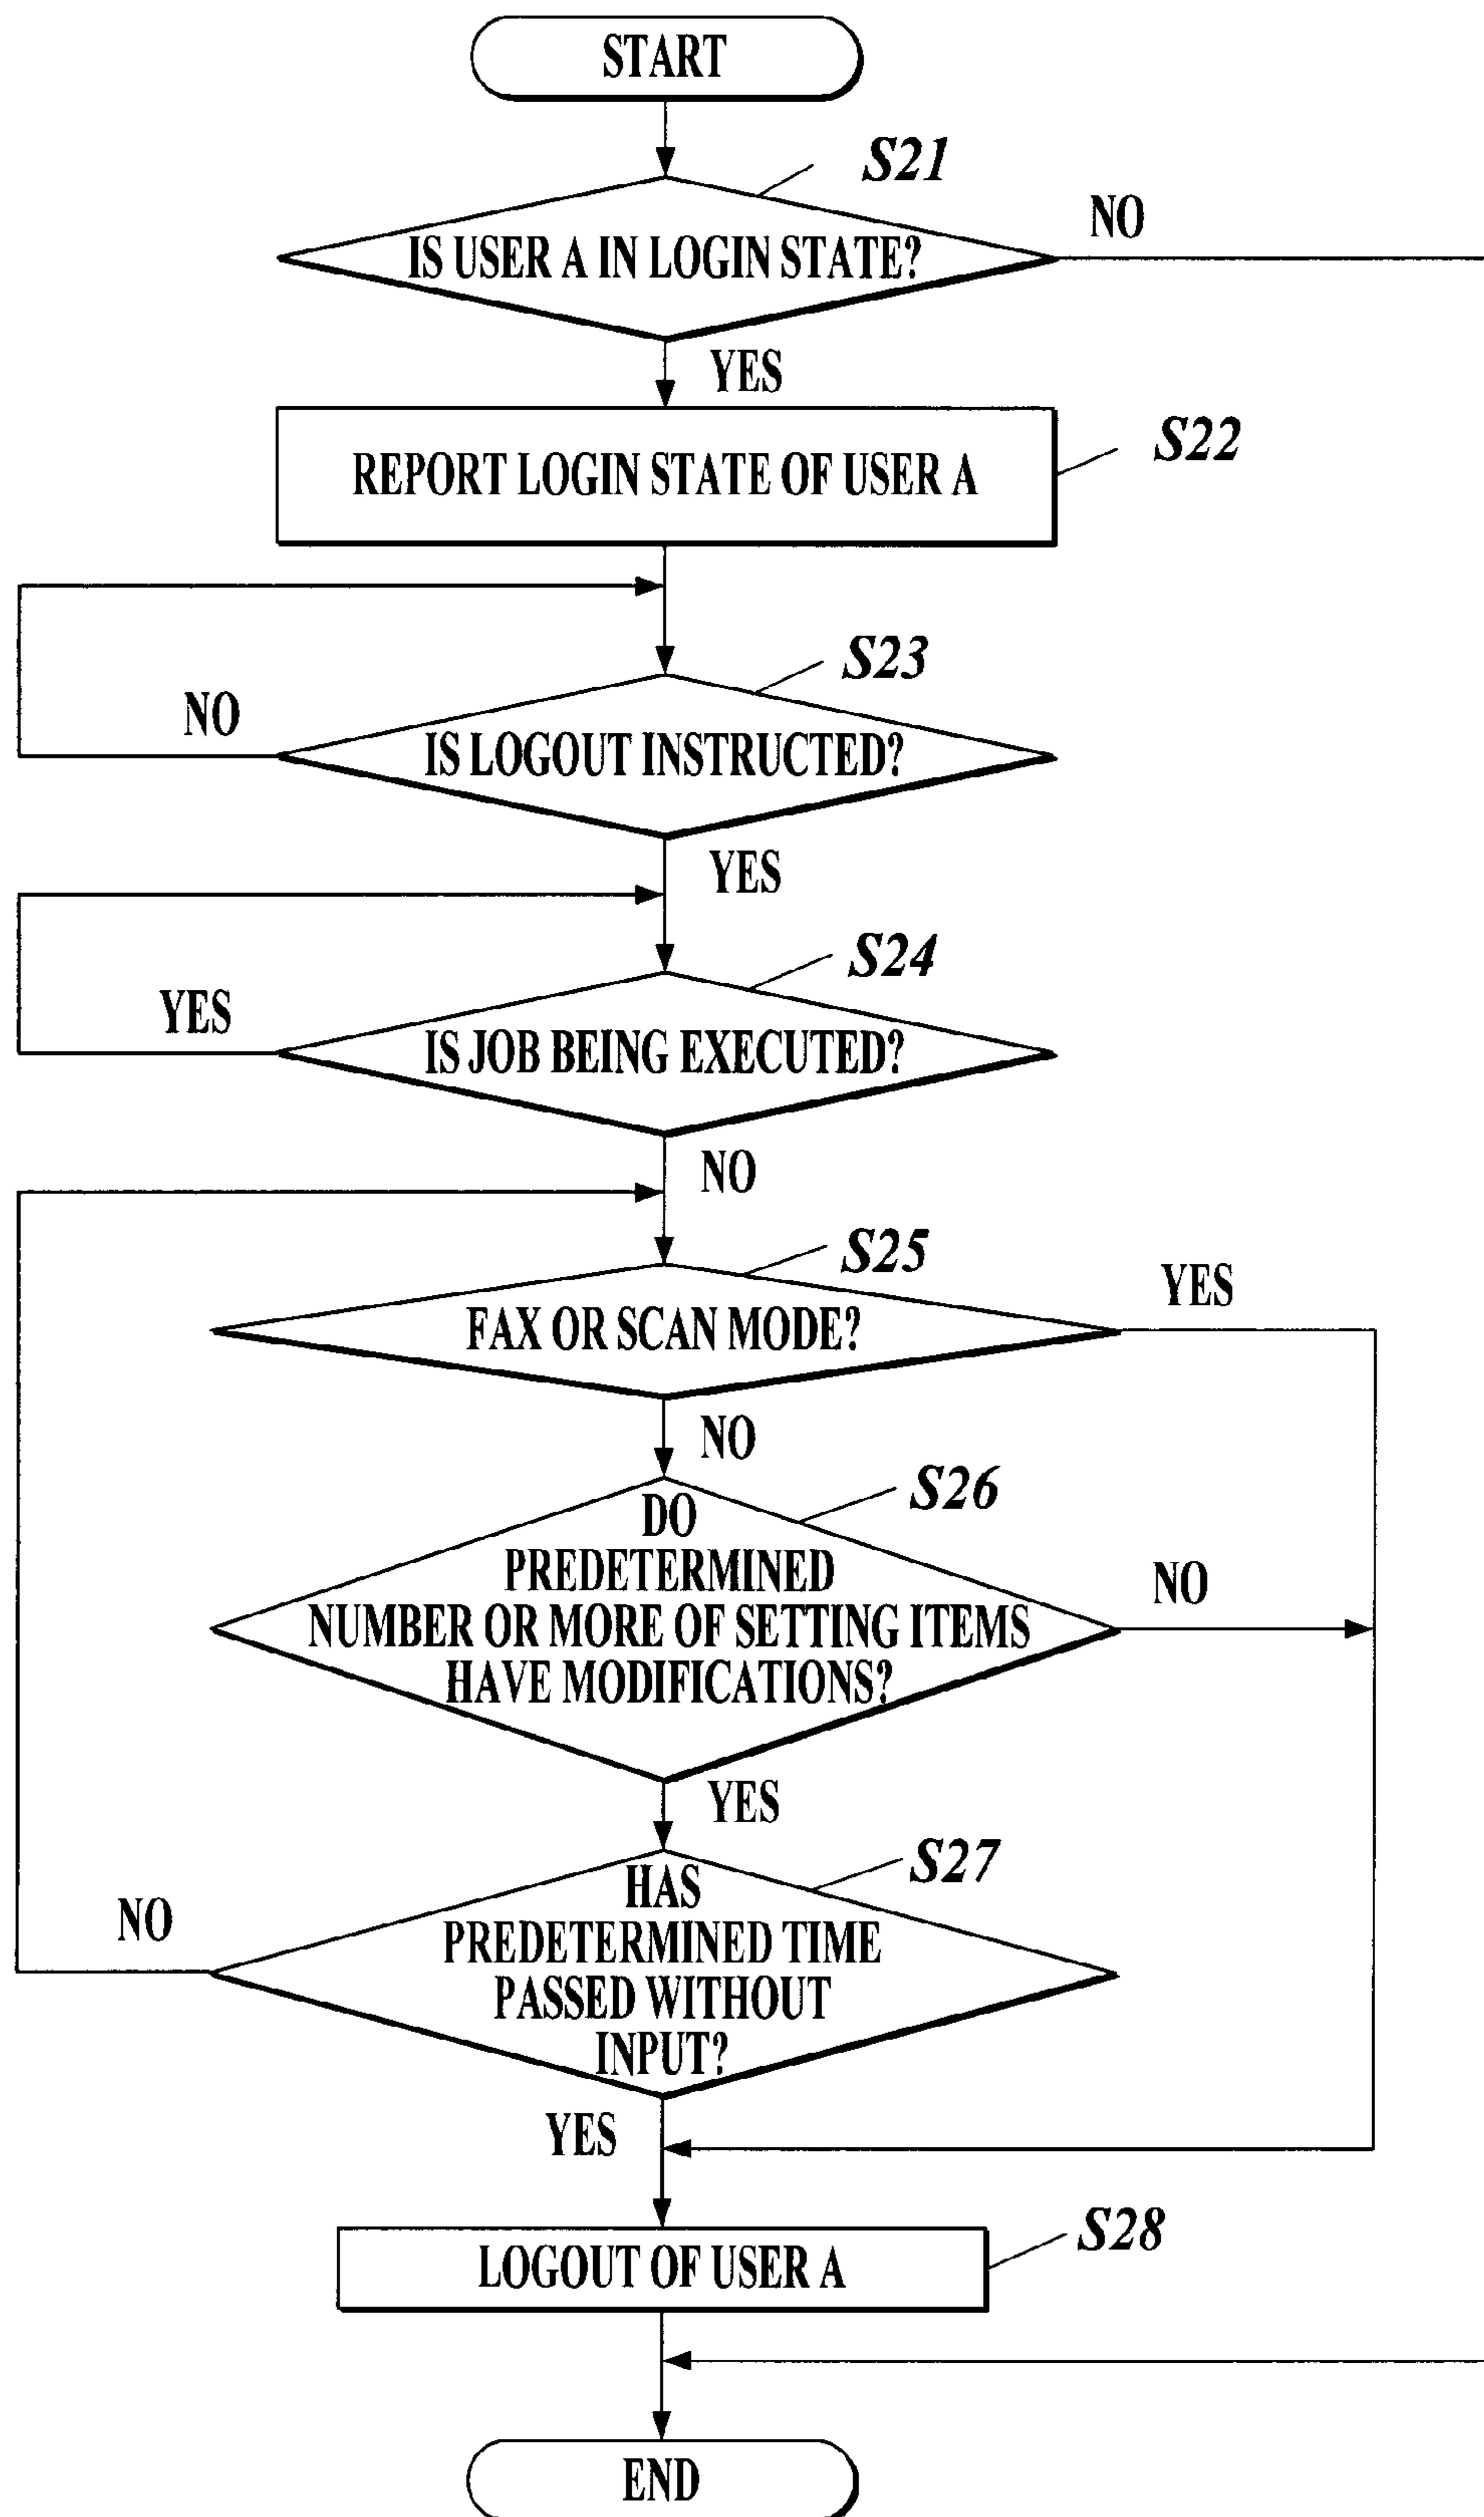 START
S21
NO
IS USER A IN LOGIN STATE?
YES
REPORT LOGIN STATE OF USER A
S22
S23
NO
IS LOGOUT INSTRUCTED?
YES
S24
YES
IS JOB BEING EXECUTED?
NO
S25
YES
FAX OR SCAN MODE?
NO
S26
DO
PREDETERMINED
NUMBER OR MORE OF SETTING ITEMS
HAVE MODIFICATIONS?
NO
YES
S27
HAS
PREDETERMINED TIME
PASSED WITHOUT
INPUT?
NO
YES
S28
LOGOUT OF USER A
END